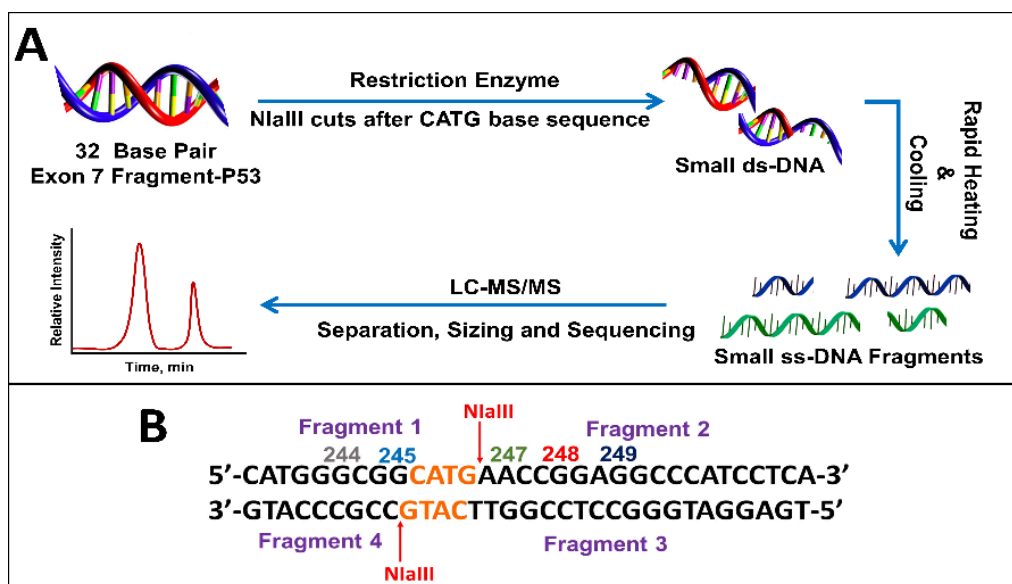 A
Restriction Enzyme
NlaIII cuts after CATG base sequence
32 Base Pair
Exon 7 Fragment-P53
Small ds-DNA
Rapid Heating
&
Cooling
Relative Intensity
Time, min
LC-MS/MS
Separation, Sizing and Sequencing
Small ss-DNA Fragments
B
NlaIII
Fragment 1
Fragment 2
244 245 247 248 249
5’-CATGGGCGGCATGAACCGGAGGCCCATCCTCA-3’
3’-GTACCCGCCGTACTTGGCCTCCGGGTAGGAGT-5’
Fragment 4
Fragment 3
NlaIII